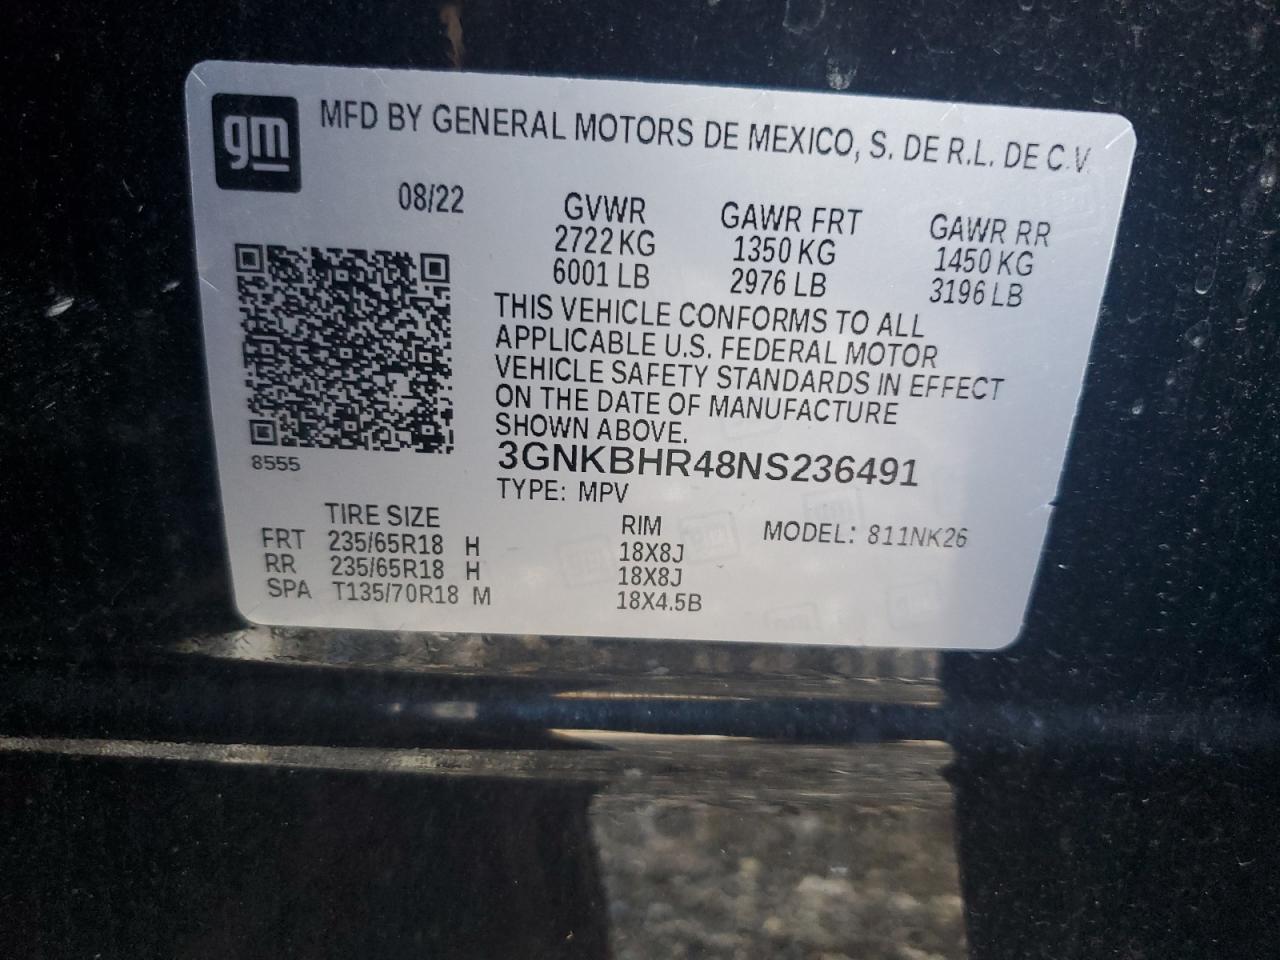 gm
MFD BY GENERAL MOTORS DE MEXICO, S. DE R.L. DE C.V.
08/22
GVWR GAWR FRT GAWR RR
2722 KG 1350 KG 1450 KG
6001 LB 2976 LB 3196 LB
THIS VEHICLE CONFORMS TO ALL
APPLICABLE U.S. FEDERAL MOTOR
VEHICLE SAFETY STANDARDS IN EFFECT
ON THE DATE OF MANUFACTURE
SHOWN ABOVE.
8555
3GNKBHR48NS236491
TYPE: MPV
TIRE SIZE RIM MODEL: 811NK26
FRT 235/65R18 H 18X8J
RR 235/65R18 H 18X8J
SPA T135/70R18 M 18X4.5B